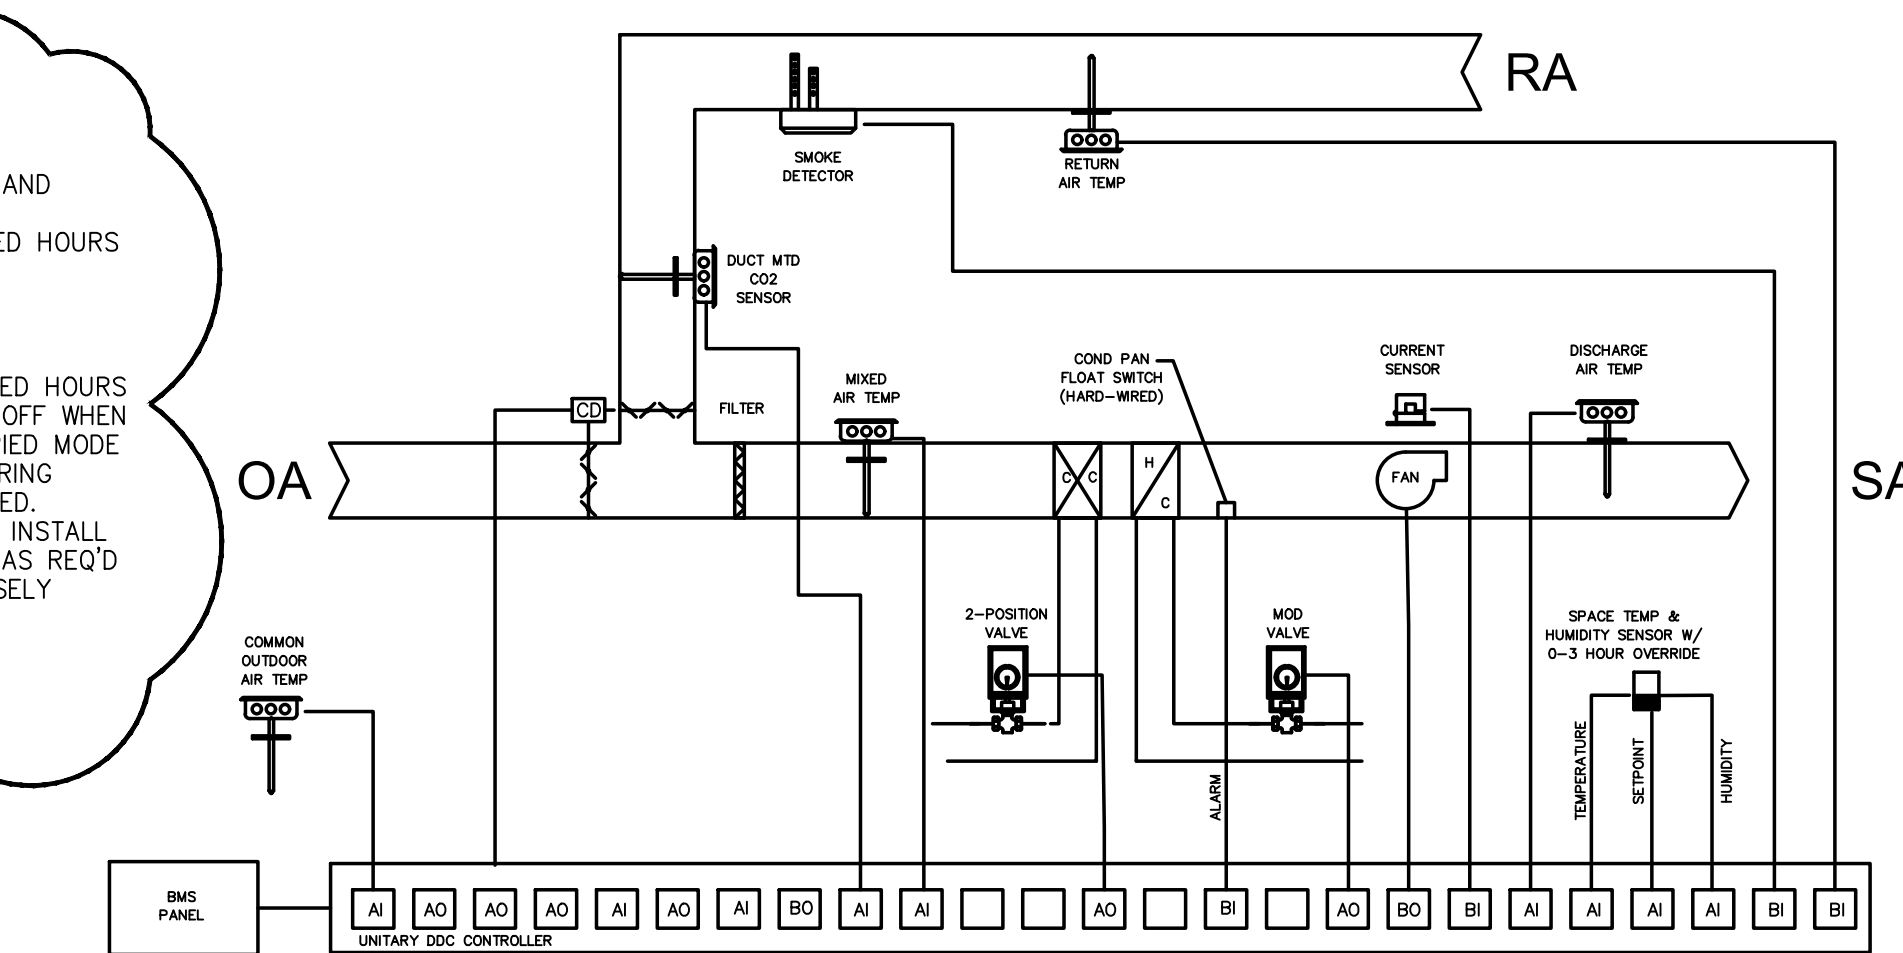 AND
ED HOURS
ED HOURS
OFF WHEN
PIED MODE
RING
ED.
INSTALL
AS REQ'D
SELY
RA
SMOKE
DETECTOR
RETURN
AIR TEMP
DUCT MTD
CO2
SENSOR
CD
FILTER
MIXED
AIR TEMP
COND PAN
FLOAT SWITCH
(HARD-WIRED)
CURRENT
SENSOR
DISCHARGE
AIR TEMP
OA
C C
H
C
FAN
SA
COMMON
OUTDOOR
AIR TEMP
2-POSITION
VALVE
MOD
VALVE
SPACE TEMP &
HUMIDITY SENSOR W/
0-3 HOUR OVERRIDE
ALARM
TEMPERATURE
SETPOINT
HUMIDITY
BMS
PANEL
AI AO AO AO AI AO AI BO AI AI AO BI AO BO BI AI AI AI AI BI BI
UNITARY DDC CONTROLLER